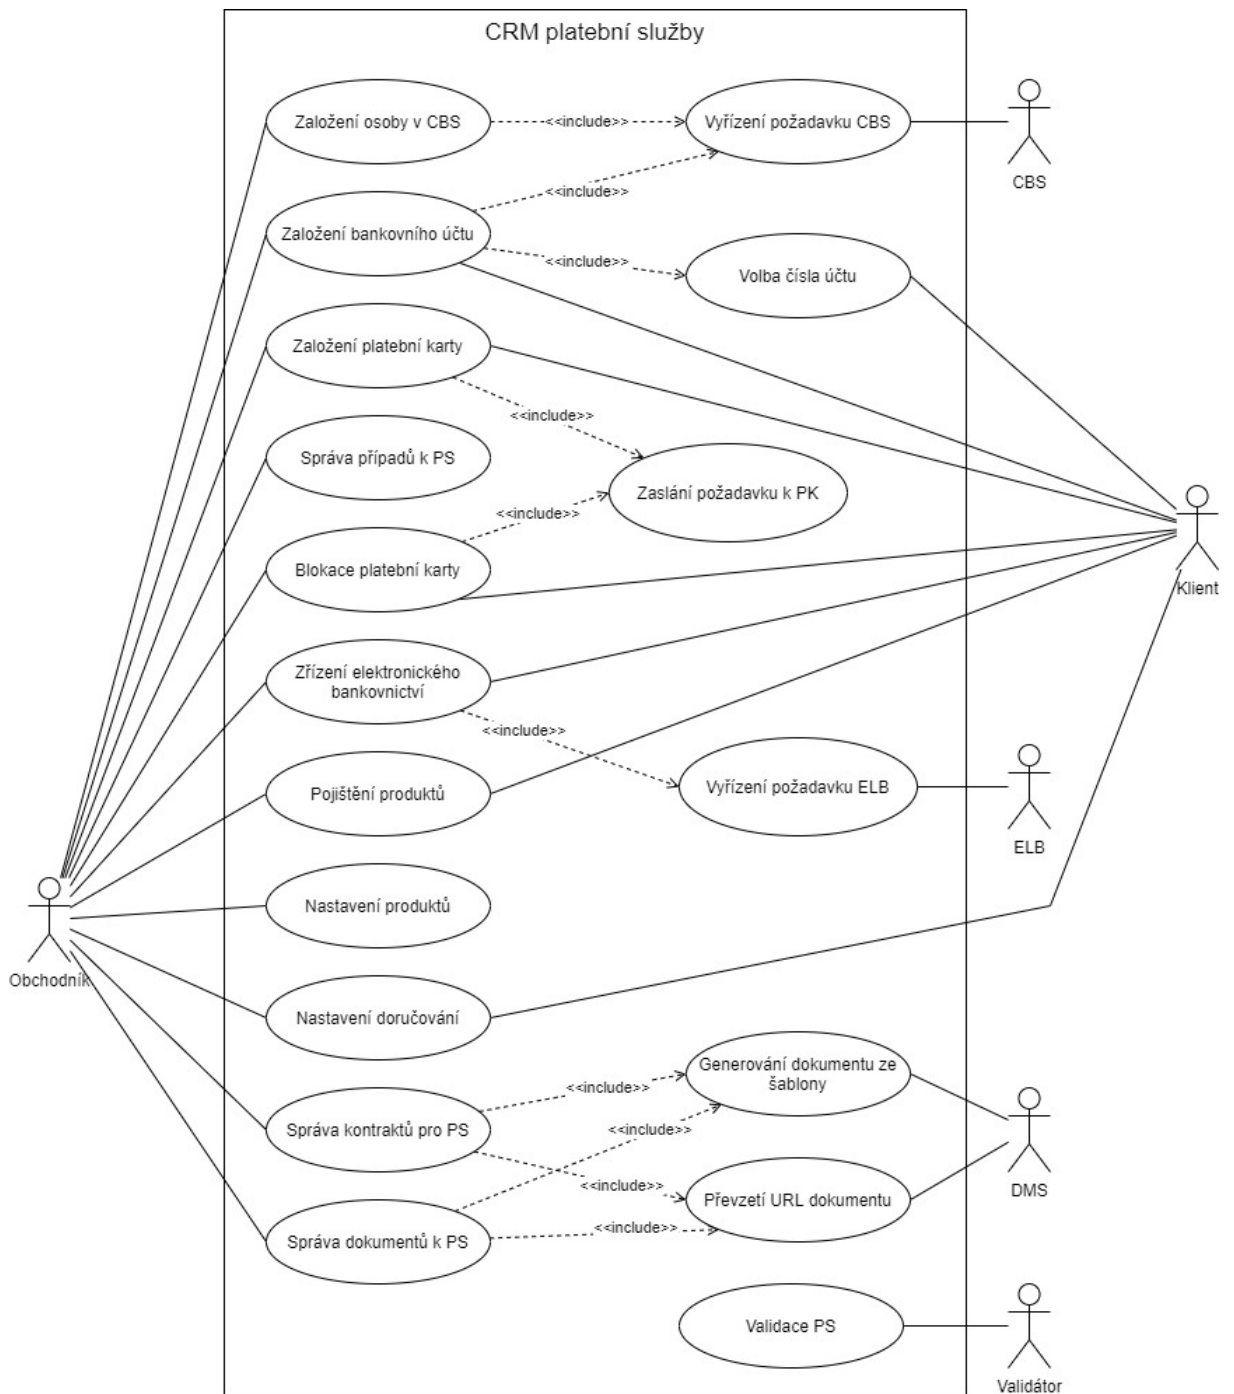 CRM platební služby
Založení osoby v CBS
<<include>>
Vyřízení požadavku CBS
CBS
<<include>>
Založení bankovního účtu
<<include>>
Volba čísla účtu
Založení platební karty
<<include>>
Správa případů k PS
Zaslání požadavku k PK
<<include>>
Blokace platební karty
Klient
Zřízení elektronického
bankovnictví
<<include>>
Pojištění produktů
Vyřízení požadavku ELB
ELB
Nastavení produktů
Obchodník
Nastavení doručování
Generování dokumentu ze
šablony
<<include>>
Správa kontraktů pro PS
<<include>>
<<include>>
Převzetí URL dokumentu
DMS
<<include>>
Správa dokumentů k PS
Validace PS
Validátor